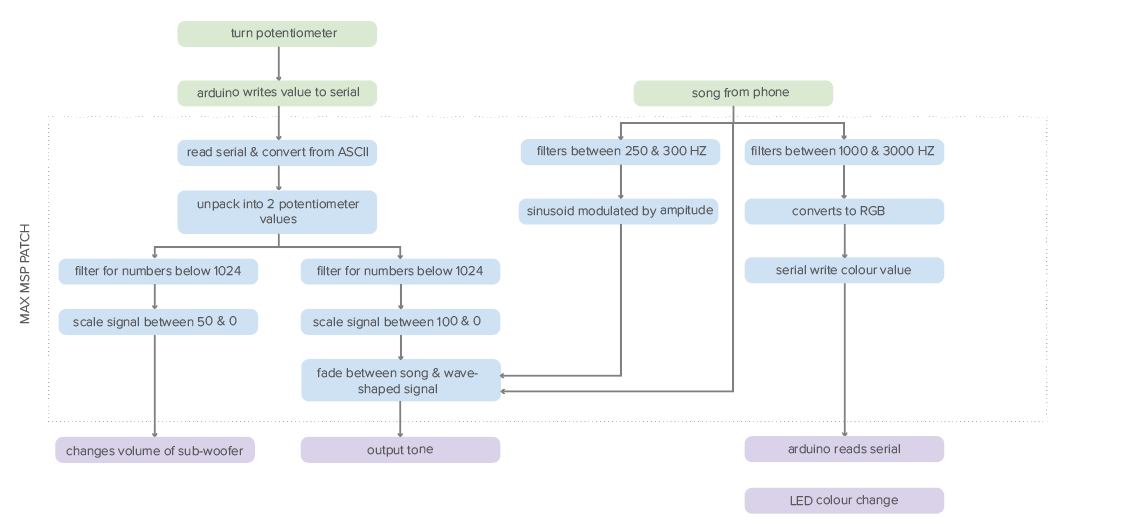 turn potentiometer
arduino writes value to serial
song from phone
MAX MSP PATCH
read serial & convert from ASCII
filters between 250 & 300 HZ
filters between 1000 & 3000 HZ
unpack into 2 potentiometer
values
sinusoid modulated by ampitude
converts to RGB
filter for numbers below 1024
filter for numbers below 1024
serial write colour value
scale signal between 50 & 0
scale signal between 100 & 0
fade between song & wave-
shaped signal
changes volume of sub-woofer
output tone
arduino reads serial
LED colour change